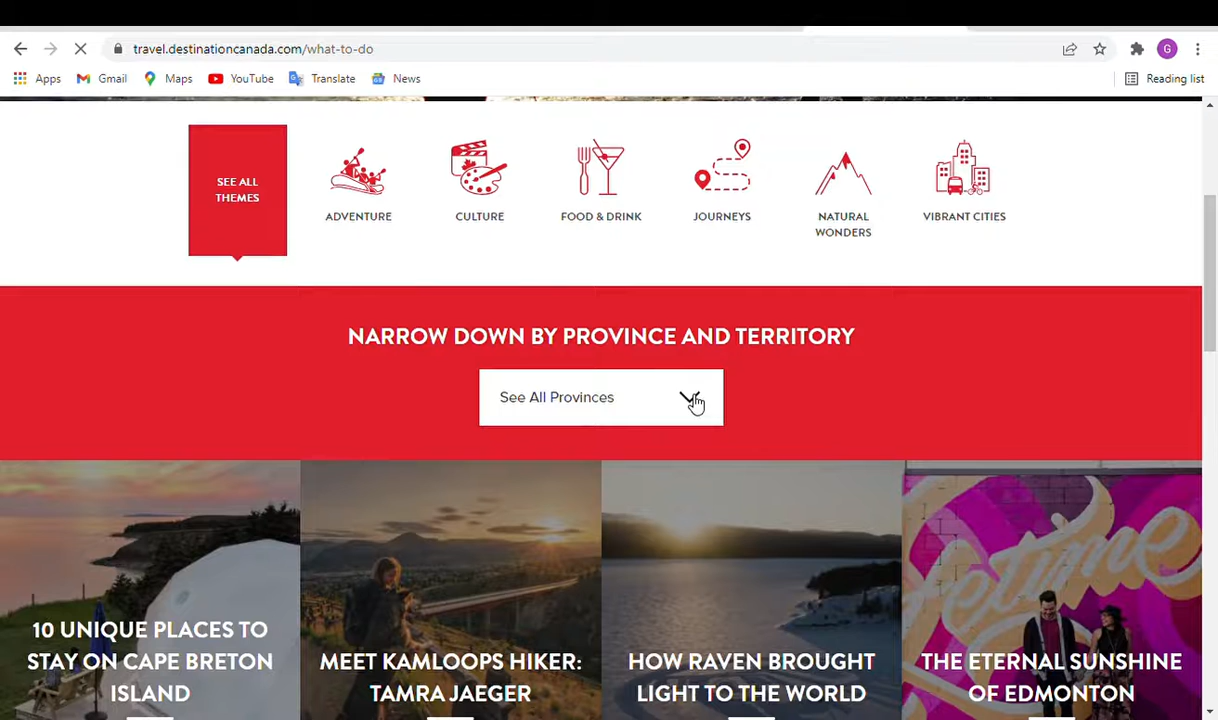 travel.destinationcanada.com/what-to-do
G
Apps Gmail Maps YouTube Translate News Reading list
SEE ALL
THEMES
ADVENTURE
CULTURE
FOOD & DRINK
JOURNEYS
NATURAL
WONDERS
VIBRANT CITIES
NARROW DOWN BY PROVINCE AND TERRITORY
See All Provinces
10 UNIQUE PLACES TO
STAY ON CAPE BRETON
ISLAND
MEET KAMLOOPS HIKER:
TAMRA JAEGER
HOW RAVEN BROUGHT
LIGHT TO THE WORLD
etime
THE ETERNAL SUNSHINE
OF EDMONTON